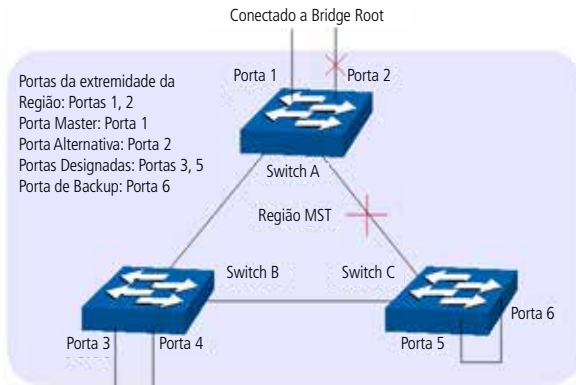 Conectado a Bridge Root
Porta 1
Porta 2
Portas da extremidade da
Região: Portas 1, 2
Porta Master: Porta 1
Porta Alternativa: Porta 2
Portas Designadas: Portas 3, 5
Porta de Backup: Porta 6
Switch A
Região MST
Switch B
Switch C
Porta 6
Porta 3
Porta 4
Porta 5